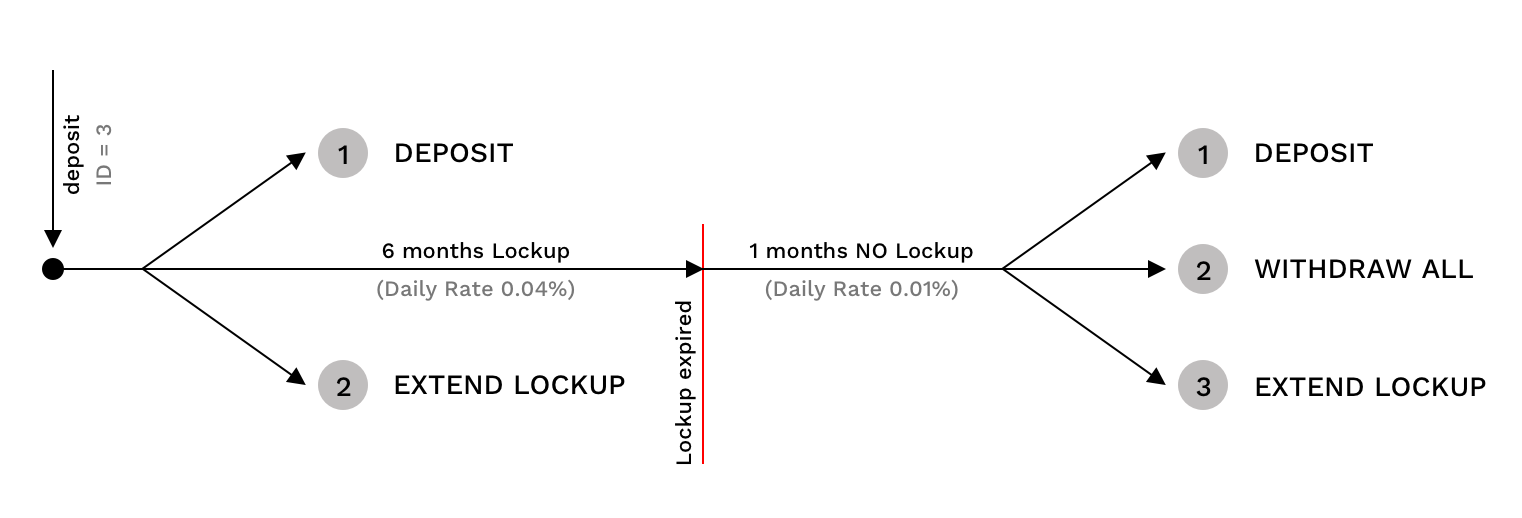 deposit
ID = 3
1 DEPOSIT
6 months Lockup
(Daily Rate 0.04%)
2 EXTEND LOCKUP
Lockup expired
1 months NO Lockup
(Daily Rate 0.01%)
1 DEPOSIT
2 WITHDRAW ALL
3 EXTEND LOCKUP